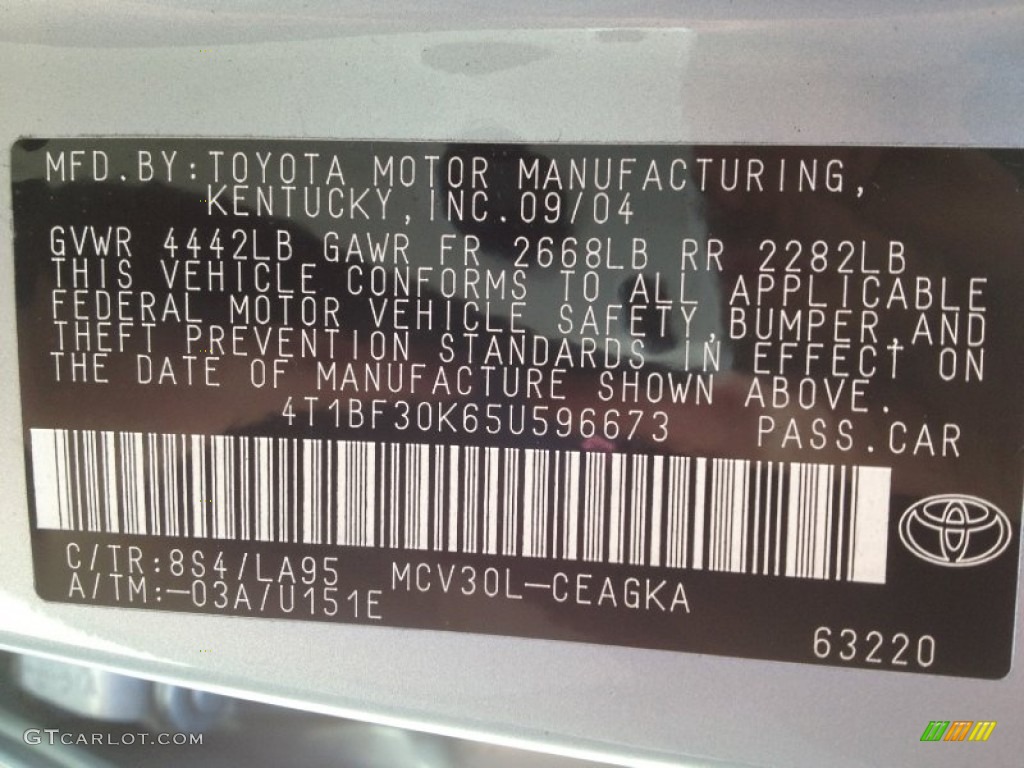 MFD.BY:TOYOTA MOTOR MANUFACTURING,
KENTUCKY,INC.09/04
GVWR 4442LB GAWR FR 2668LB RR 2282LB
THIS VEHICLE CONFORMS TO ALL APPLICABLE
FEDERAL MOTOR VEHICLE SAFETY,BUMPER,AND
THEFT PREVENTION STANDARDS IN EFFECT ON
THE DATE OF MANUFACTURE SHOWN ABOVE.
4T1BF30K65U596673 PASS.CAR
C/TR:8S4/LA95 MCV30L-CEAGKA
A/TM:-03A/U151E
63220
GTCARLOT.COM